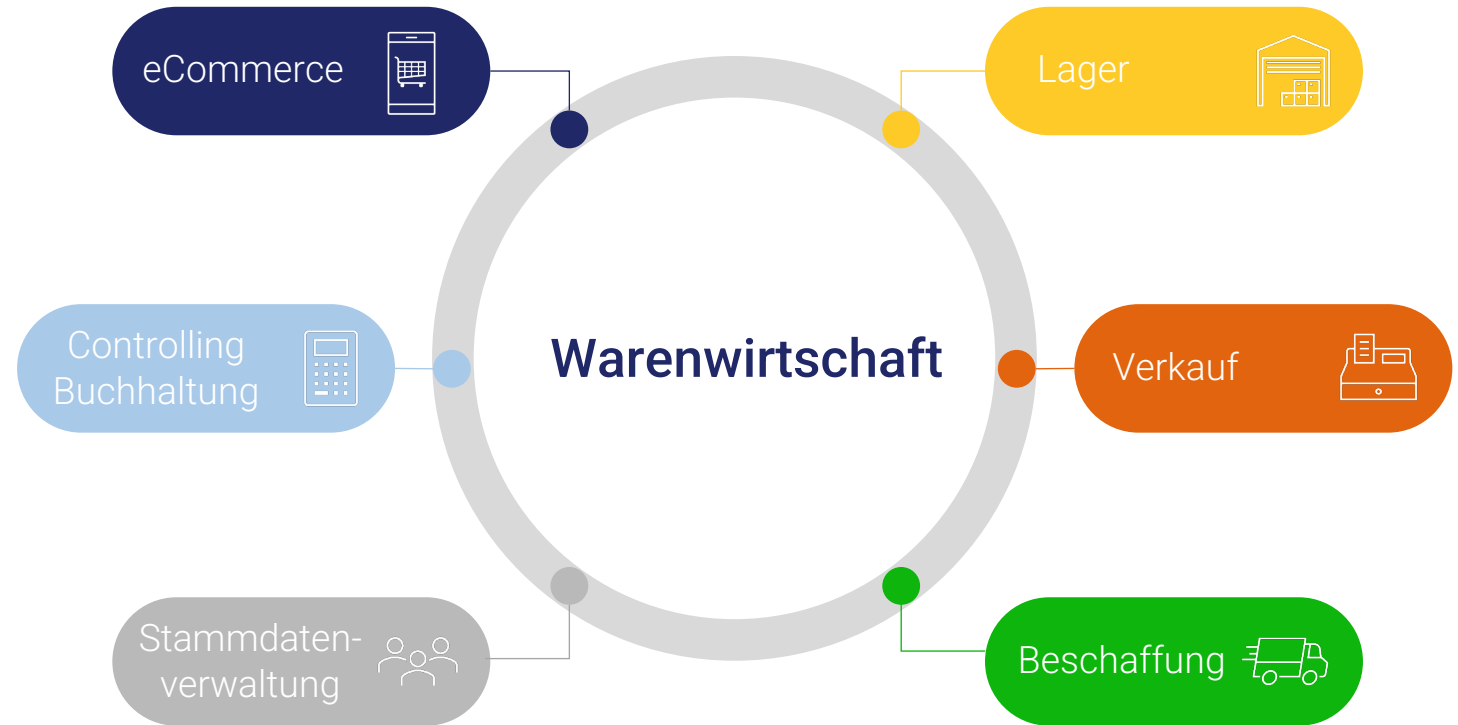 eCommerce
Lager
Controlling
Buchhaltung
Warenwirtschaft
Verkauf
Stammdaten-
verwaltung
Beschaffung